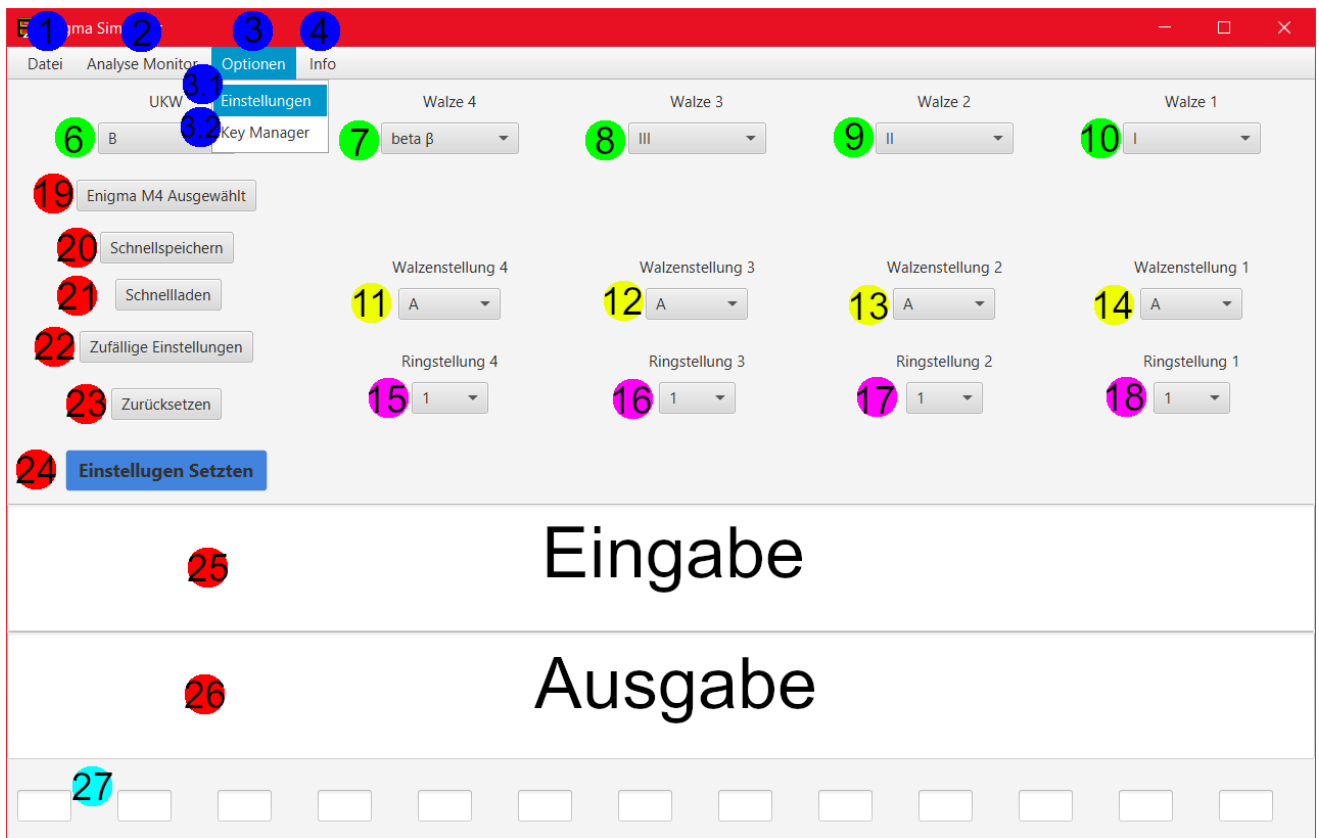 1 gma Sim 2 r 3 4
Datei Analyse Monitor Optionen Info
3.1 Einstellungen
3.2 Key Manager
UKW Walze 4 Walze 3 Walze 2 Walze 1
6 B 7 beta β 8 III 9 II 10 I
19 Enigma M4 Ausgewählt
20 Schnellspeichern
21 Schnellladen
Walzenstellung 4 Walzenstellung 3 Walzenstellung 2 Walzenstellung 1
11 A 12 A 13 A 14 A
22 Zufällige Einstellungen
Ringstellung 4 Ringstellung 3 Ringstellung 2 Ringstellung 1
15 1 16 1 17 1 18 1
23 Zurücksetzen
24 Einstellugen Setzten
25 Eingabe
26 Ausgabe
27